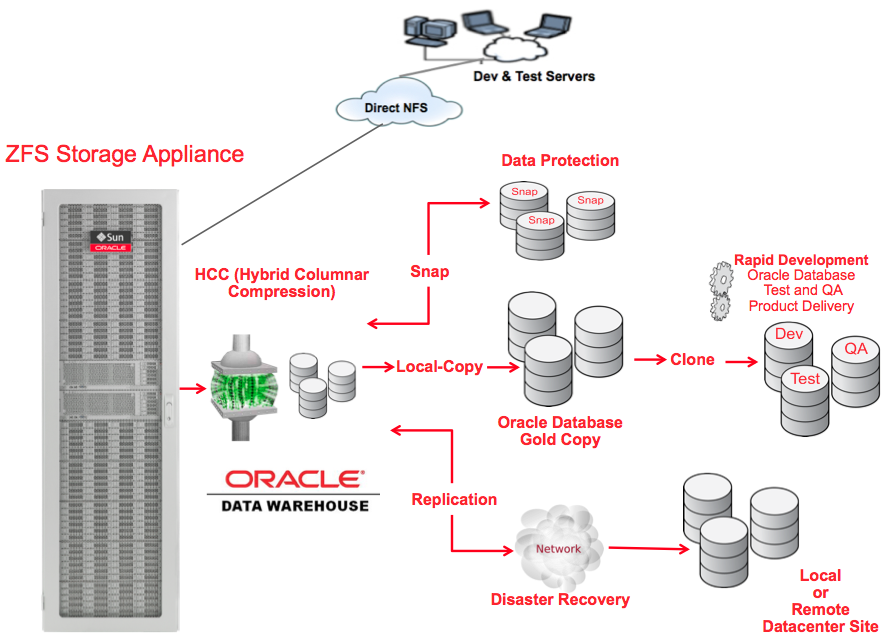 Dev & Test Servers
Direct NFS
ZFS Storage Appliance
Sun
ORACLE
Data Protection
Snap
Snap
Snap
HCC (Hybrid Columnar
Compression)
Snap
Rapid Development
Oracle Database
Test and QA
Product Delivery
Local-Copy
Clone
Dev
QA
Test
Oracle Database
Gold Copy
ORACLE®
DATA WAREHOUSE
Replication
Network
Disaster Recovery
Local
or
Remote
Datacenter Site